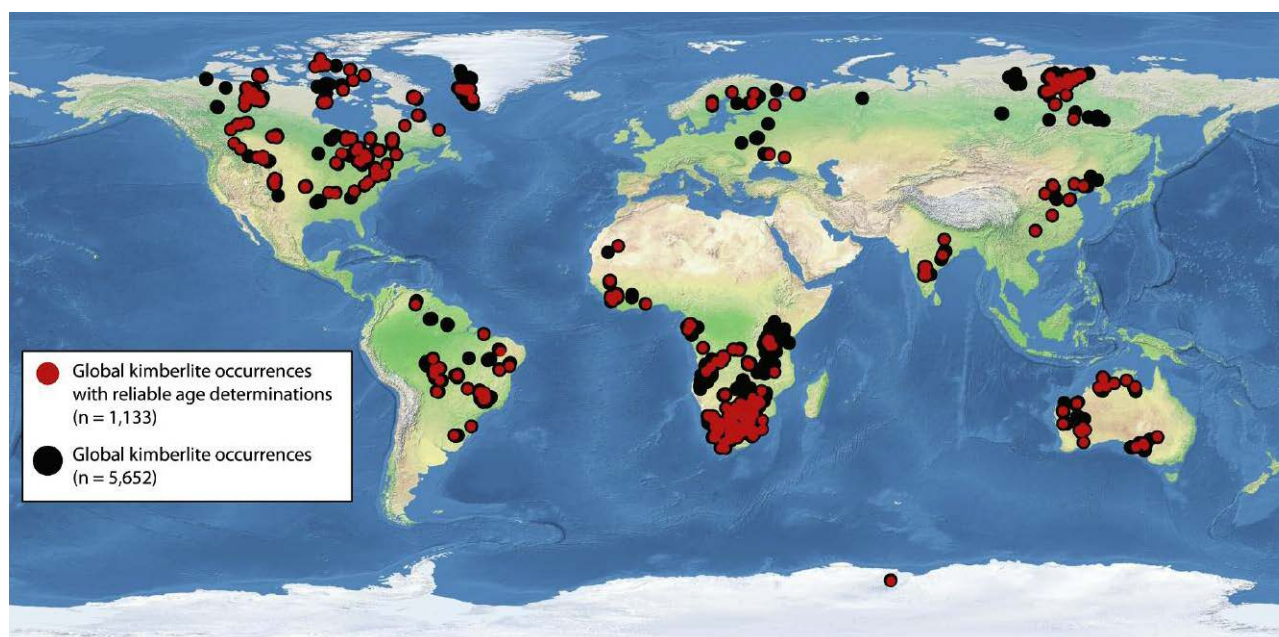 Global kimberlite occurrences
with reliable age determinations
(n = 1,133)
Global kimberlite occurrences
(n = 5,652)